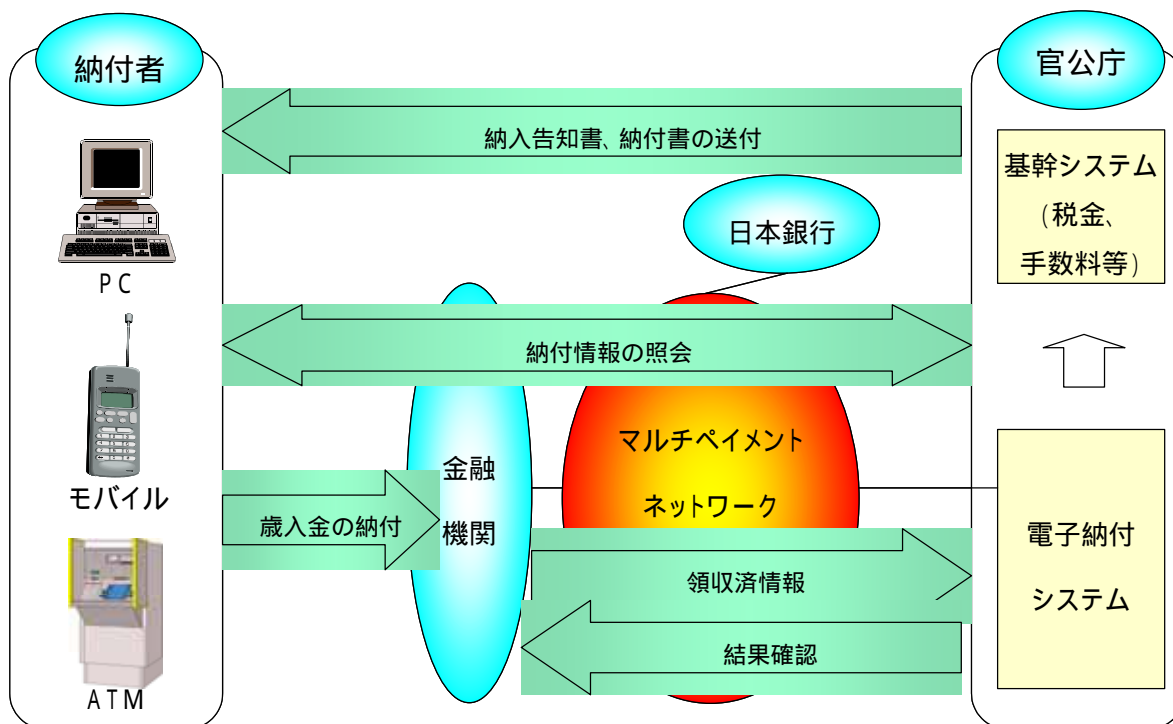 納付者
官公庁
納入告知書、納付書の送付
基幹システム
(税金、
手数料等)
日本銀行
PC
納付情報の照会
モバイル
金融
機関
マルチペイメント
ネットワーク
歳入金の納付
電子納付
システム
領収済情報
結果確認
ATM